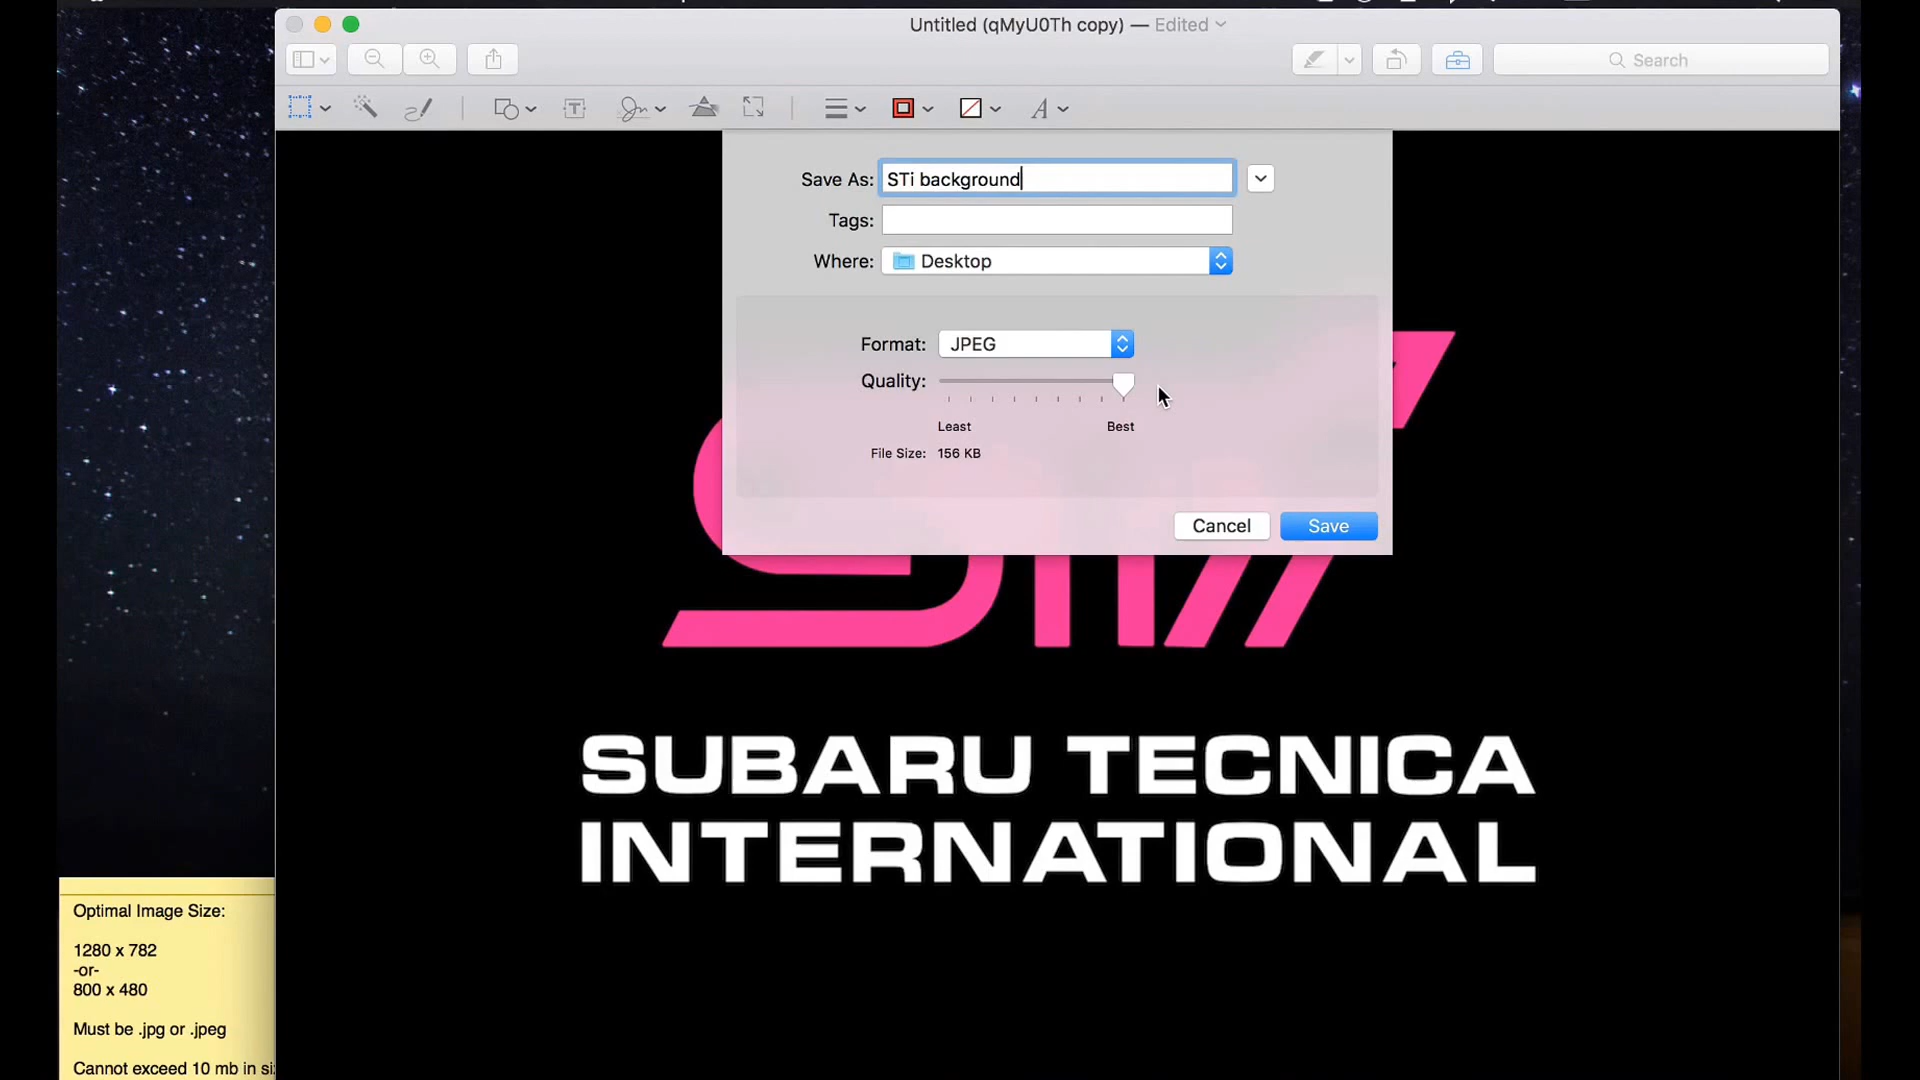 Untitled (qMyU0Th copy) — Edited
Search
Save As: STi background
Tags:
Where: Desktop
Format: JPEG
Quality:
Least Best
File Size: 156 KB
Cancel Save
SUBARU TECNICA
INTERNATIONAL
Optimal Image Size:
1280 x 782
-or-
800 x 480
Must be .jpg or .jpeg
Cannot exceed 10 mb in